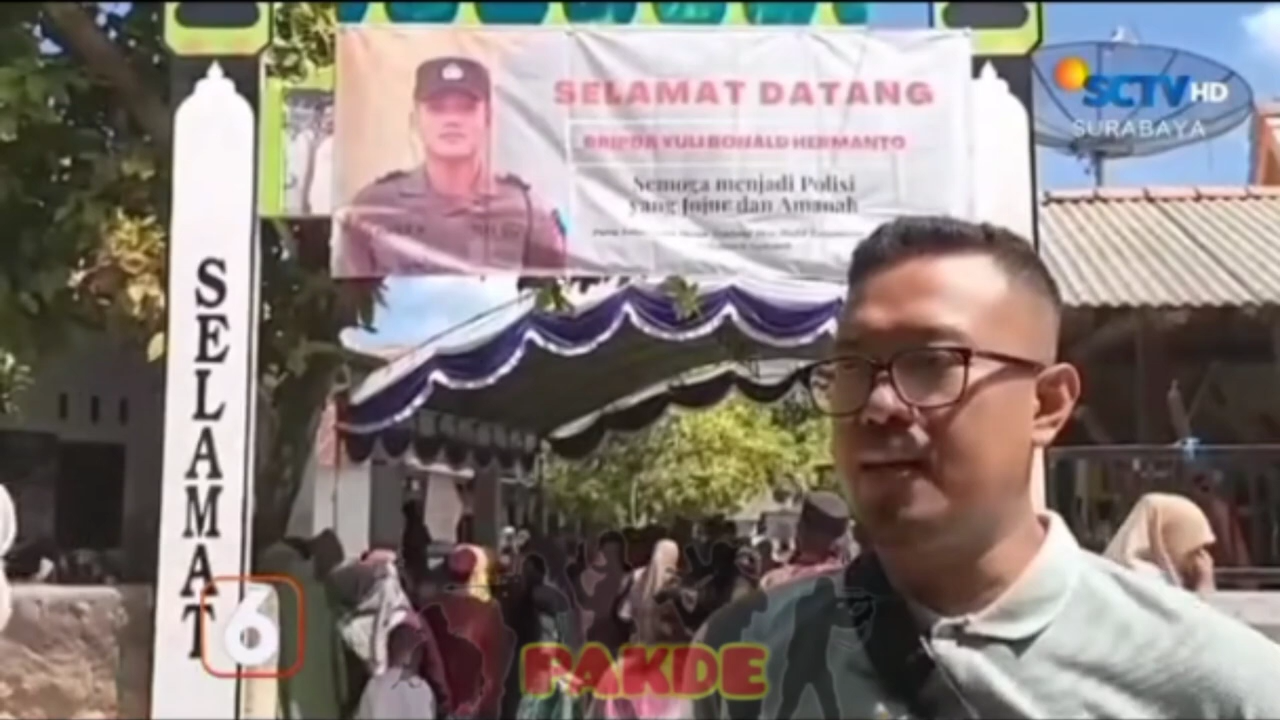 SELAMAT DATANG
BRIPDA YULI RONALD HERMANTO
Semoga menjadi Polisi
yang Jujur dan Amanah
SCTV HD
SURABAYA
SELAMAT
6
PAKDE